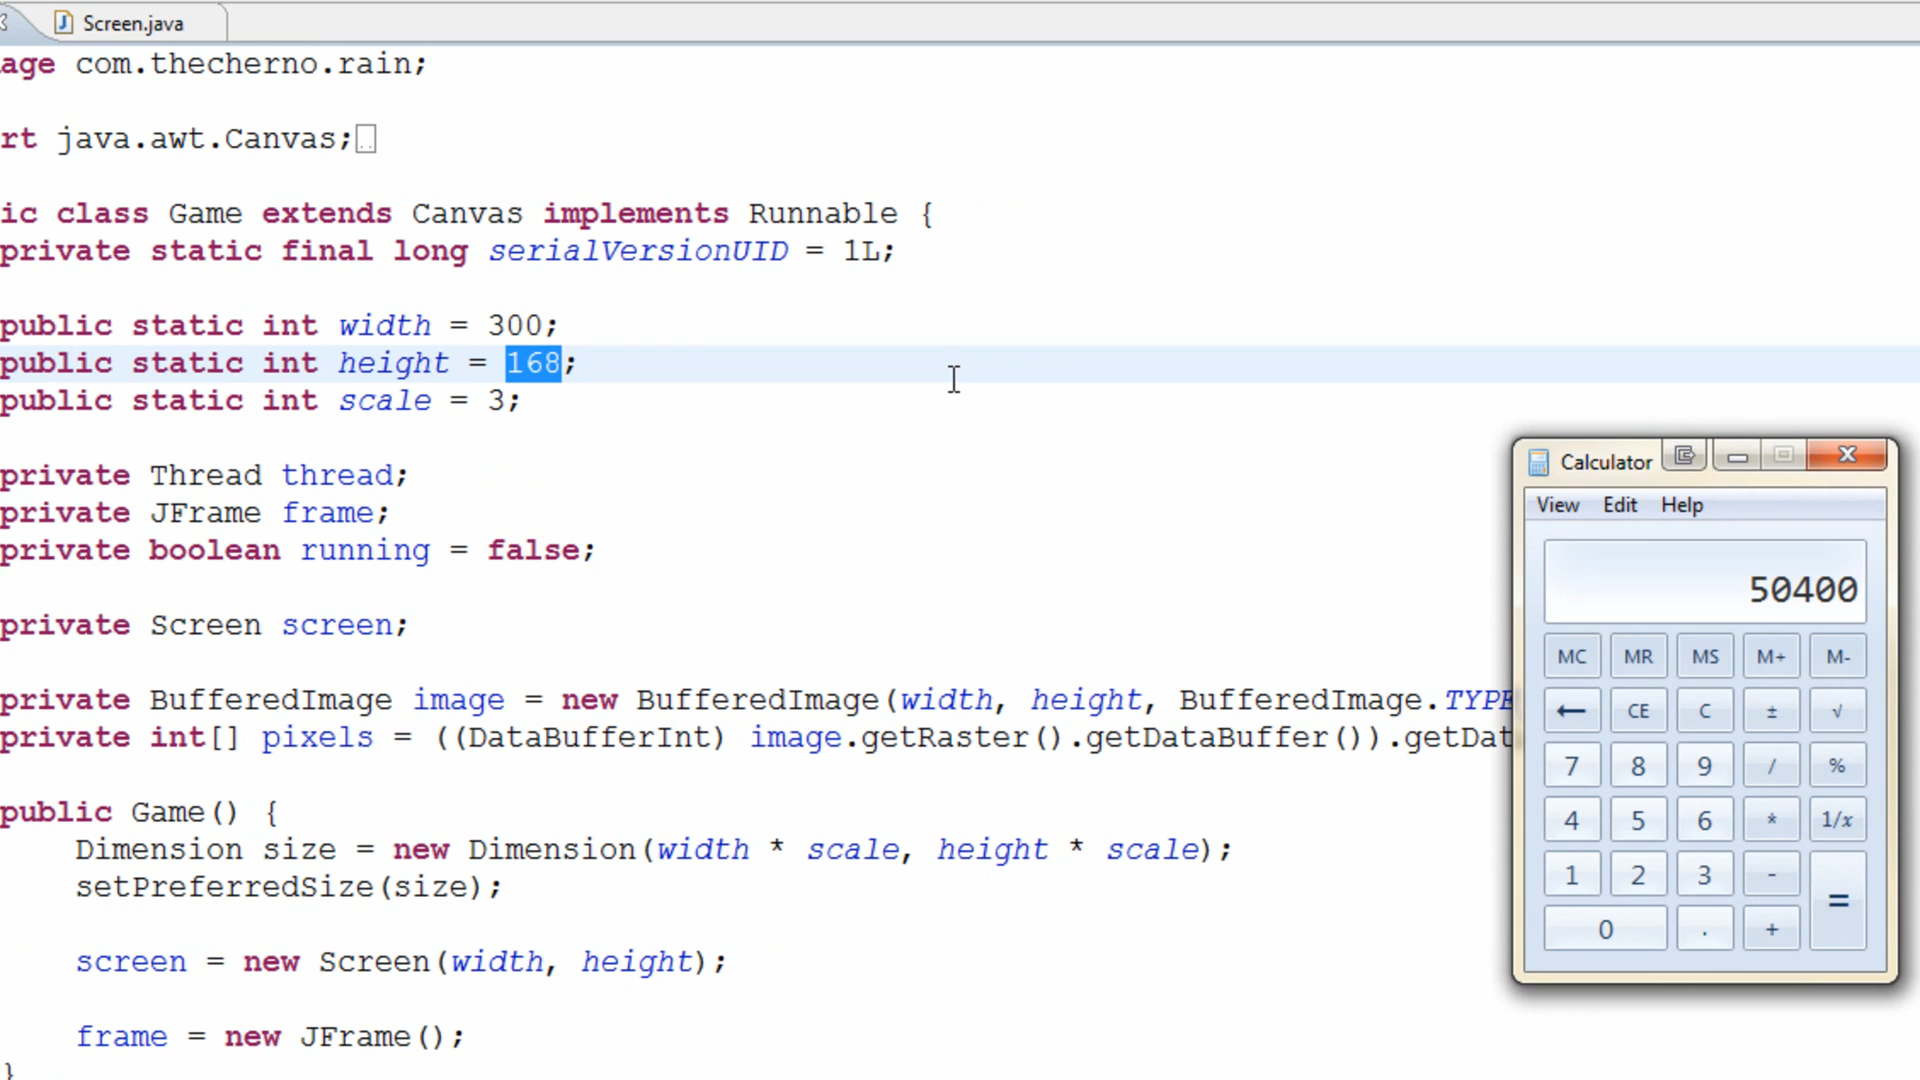 Screen.java
age com.thecherno.rain;
rt java.awt.Canvas;
ic class Game extends Canvas implements Runnable {
private static final long serialVersionUID = 1L;
public static int width = 300;
public static int height = 168;
public static int scale = 3;
private Thread thread;
private JFrame frame;
private boolean running = false;
private Screen screen;
private BufferedImage image = new BufferedImage(width, height, BufferedImage.TYPE
private int[] pixels = ((DataBufferInt) image.getRaster().getDataBuffer()).getDat
public Game() {
Dimension size = new Dimension(width * scale, height * scale);
setPreferredSize(size);
screen = new Screen(width, height);
frame = new JFrame();
}
Calculator
View Edit Help
50400
MC MR MS M+ M-
← CE C ± √
7 8 9 / %
4 5 6 * 1/x
1 2 3 - =
0 . +